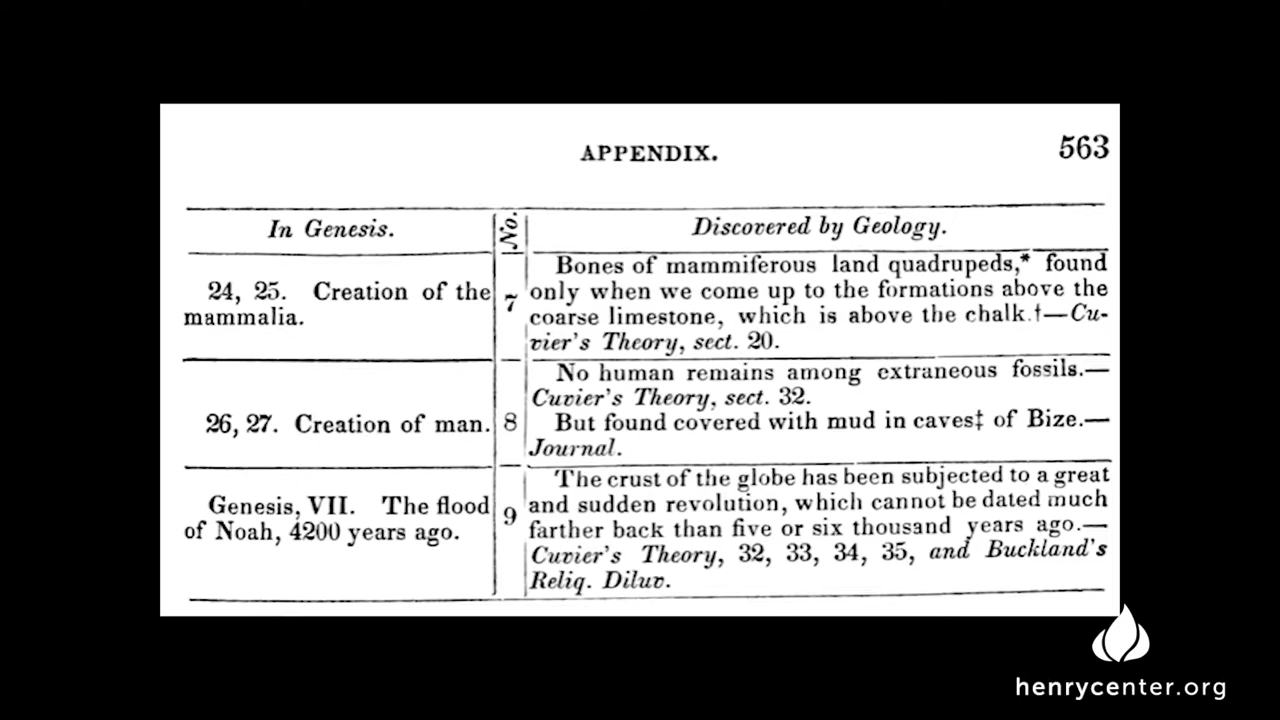 APPENDIX.
563
In Genesis.
No.
Discovered by Geology.
24, 25. Creation of the
mammalia.
7
Bones of mammiferous land quadrupeds,* found
only when we come up to the formations above the
coarse limestone, which is above the chalk.†—Cu-
vier's Theory, sect. 20.
26, 27. Creation of man.
8
No human remains among extraneous fossils.—
Cuvier's Theory, sect. 32.
But found covered with mud in caves‡ of Bize.—
Journal.
Genesis, VII. The flood
of Noah, 4200 years ago.
9
The crust of the globe has been subjected to a great
and sudden revolution, which cannot be dated much
farther back than five or six thousand years ago.—
Cuvier's Theory, 32, 33, 34, 35, and Buckland's
Reliq. Diluv.
henrycenter.org